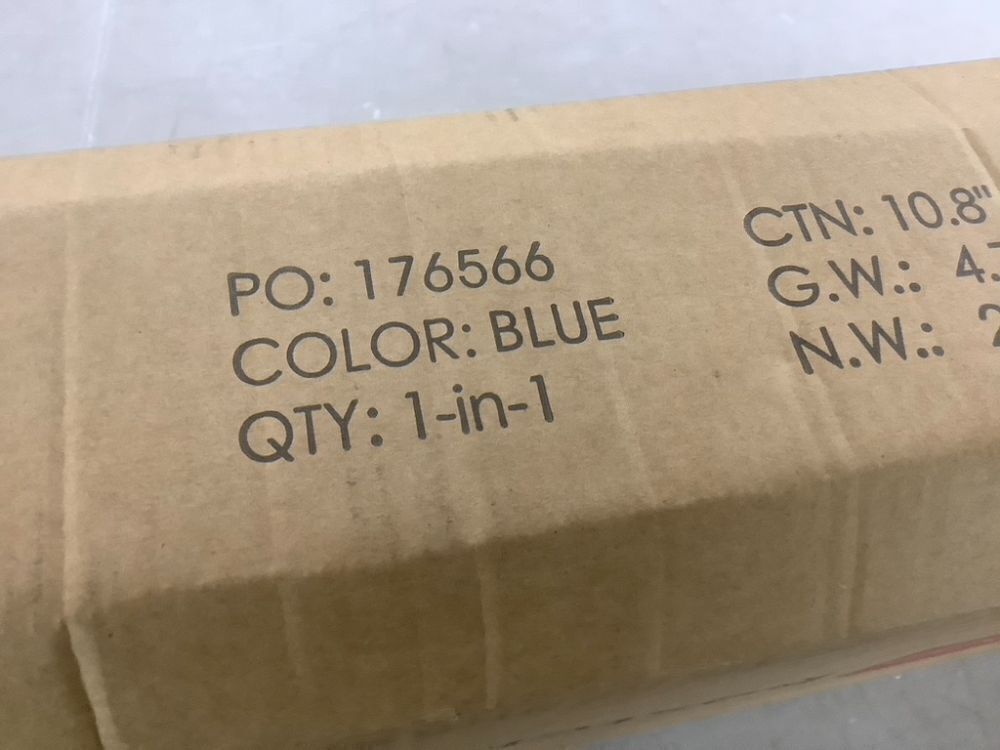 PO: 176566
COLOR: BLUE
QTY: 1-in-1
CTN: 10.8"
G.W.:
N.W.: